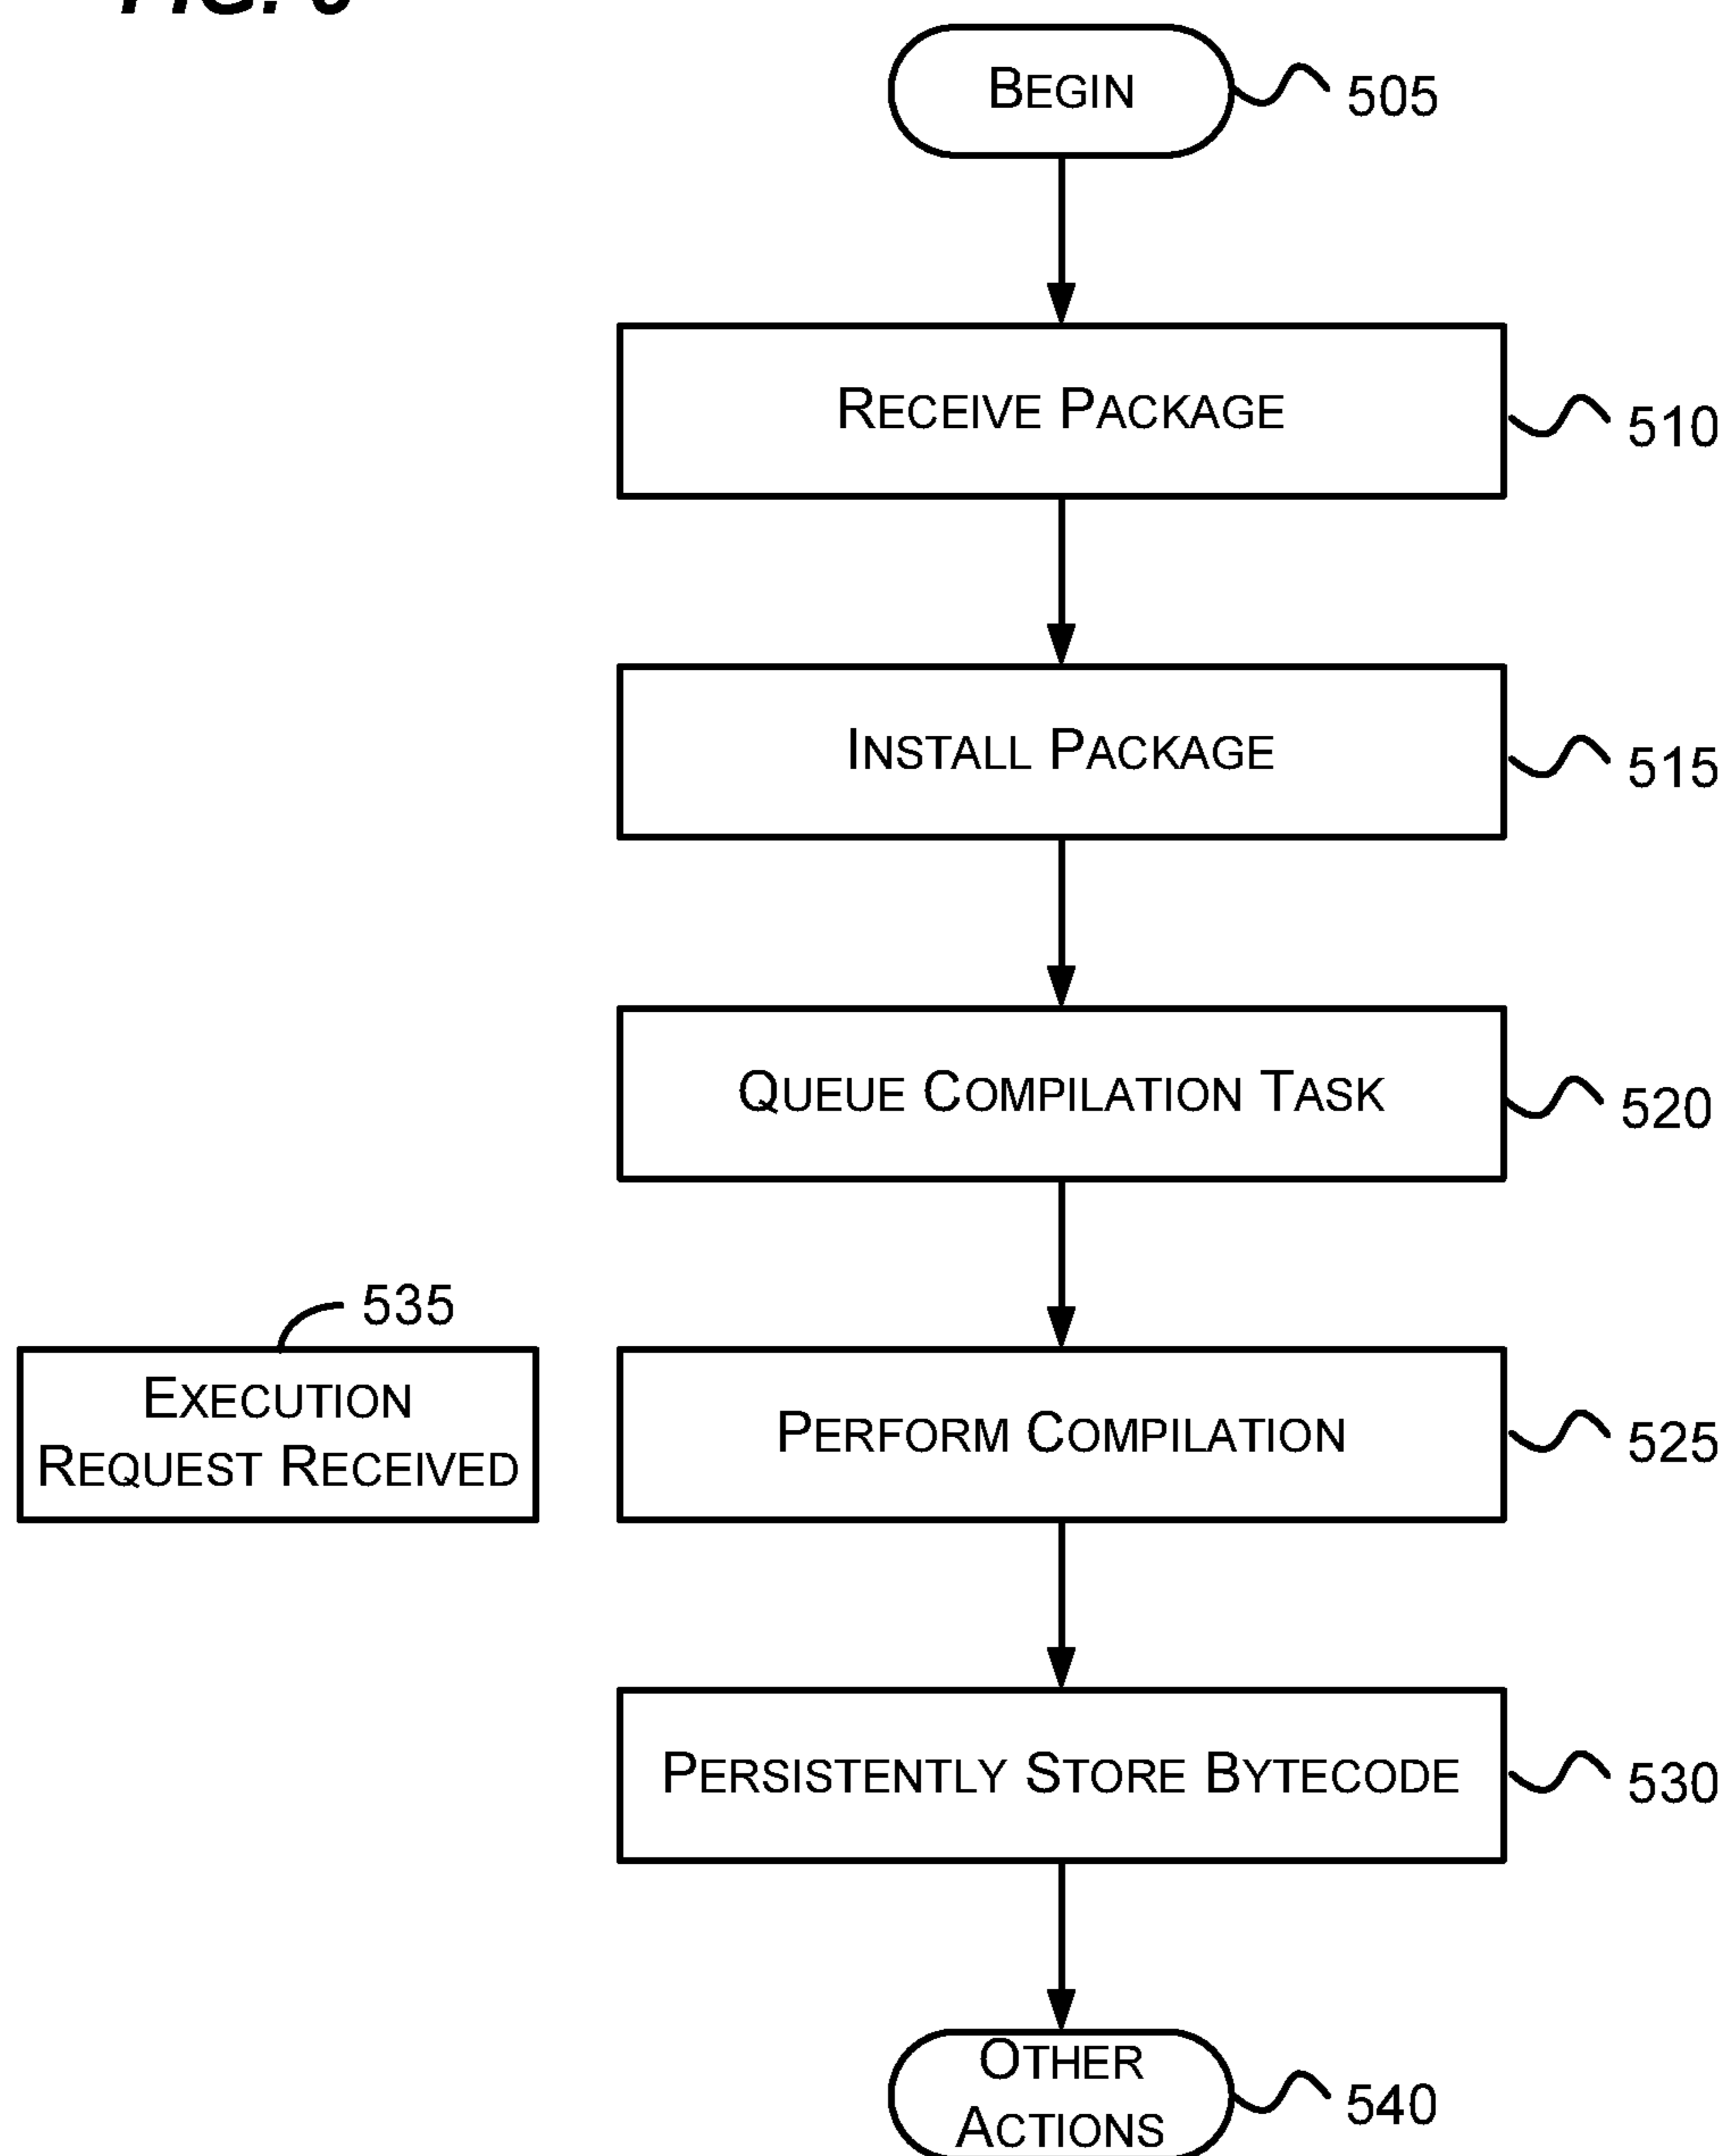 FIG.
BEGIN
505
RECEIVE PACKAGE
510
INSTALL PACKAGE
515
QUEUE COMPILATION TASK
520
535
EXECUTION
REQUEST RECEIVED
PERFORM COMPILATION
525
PERSISTENTLY STORE BYTECODE
530
OTHER
ACTIONS
540